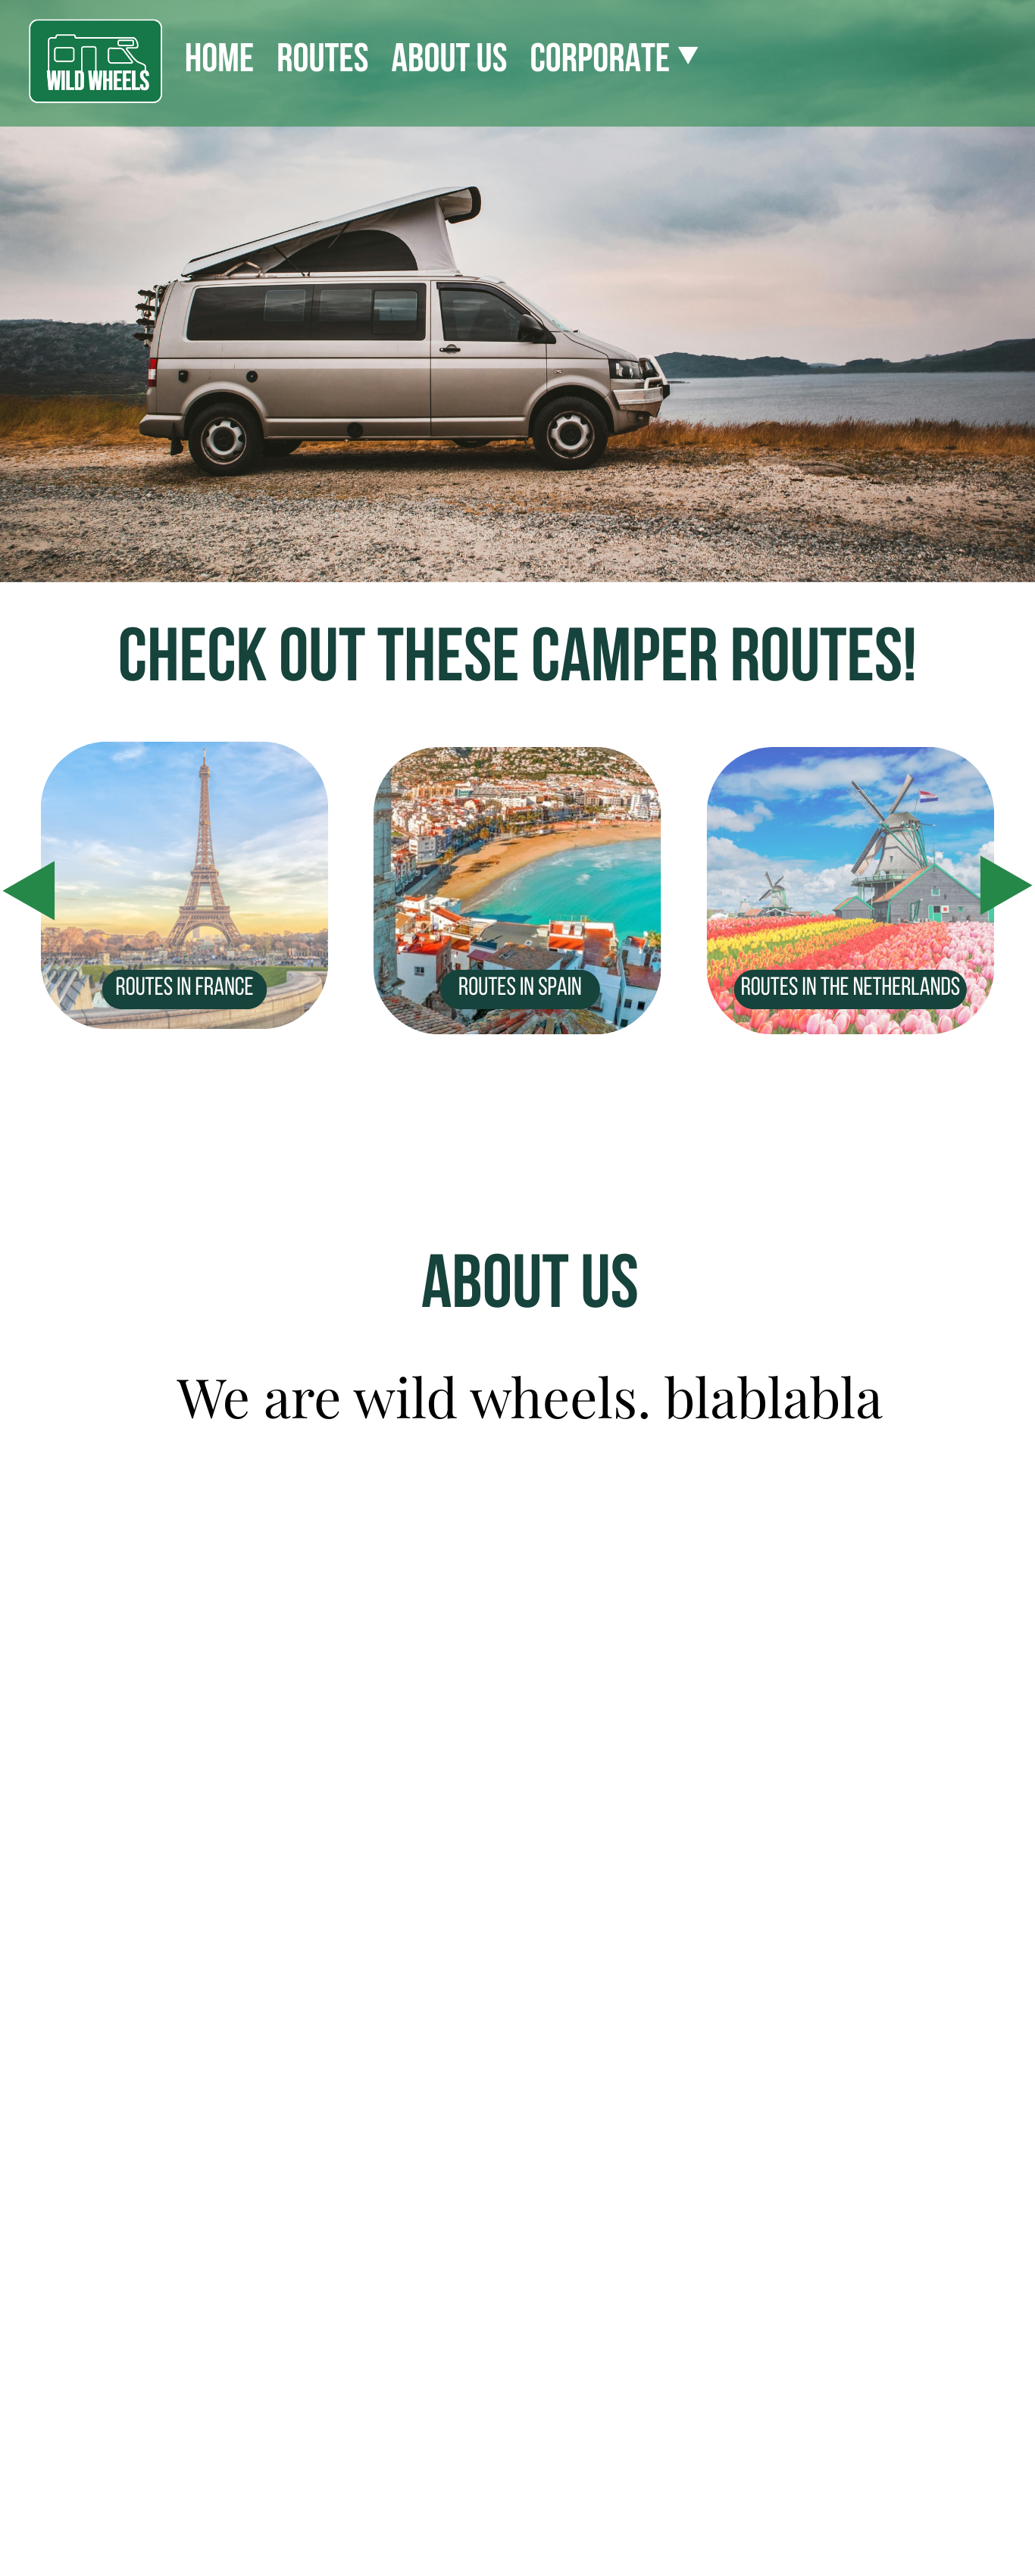 WILD WHEELS
HOME ROUTES ABOUT US CORPORATE
CHECK OUT THESE CAMPER ROUTES!
ROUTES IN FRANCE
ROUTES IN SPAIN
ROUTES IN THE NETHERLANDS
ABOUT US
We are wild wheels. blablabla